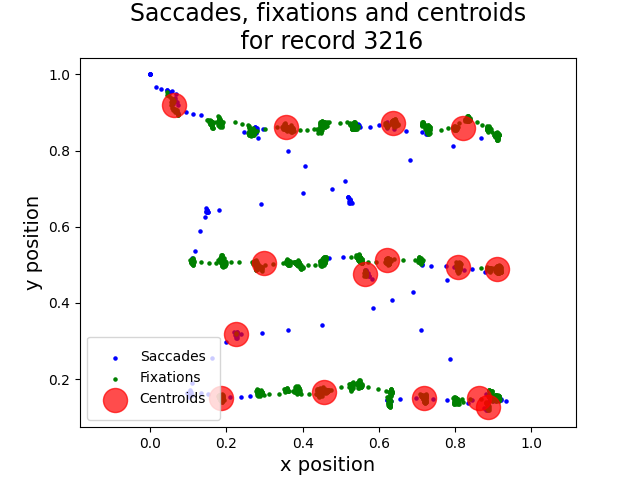 Saccades, fixations and centroids
for record 3216
1.0
0.8
0.6
0.4
0.2
y position
Saccades
Fixations
Centroids
0.0
0.2
0.4
0.6
0.8
1.0
x position